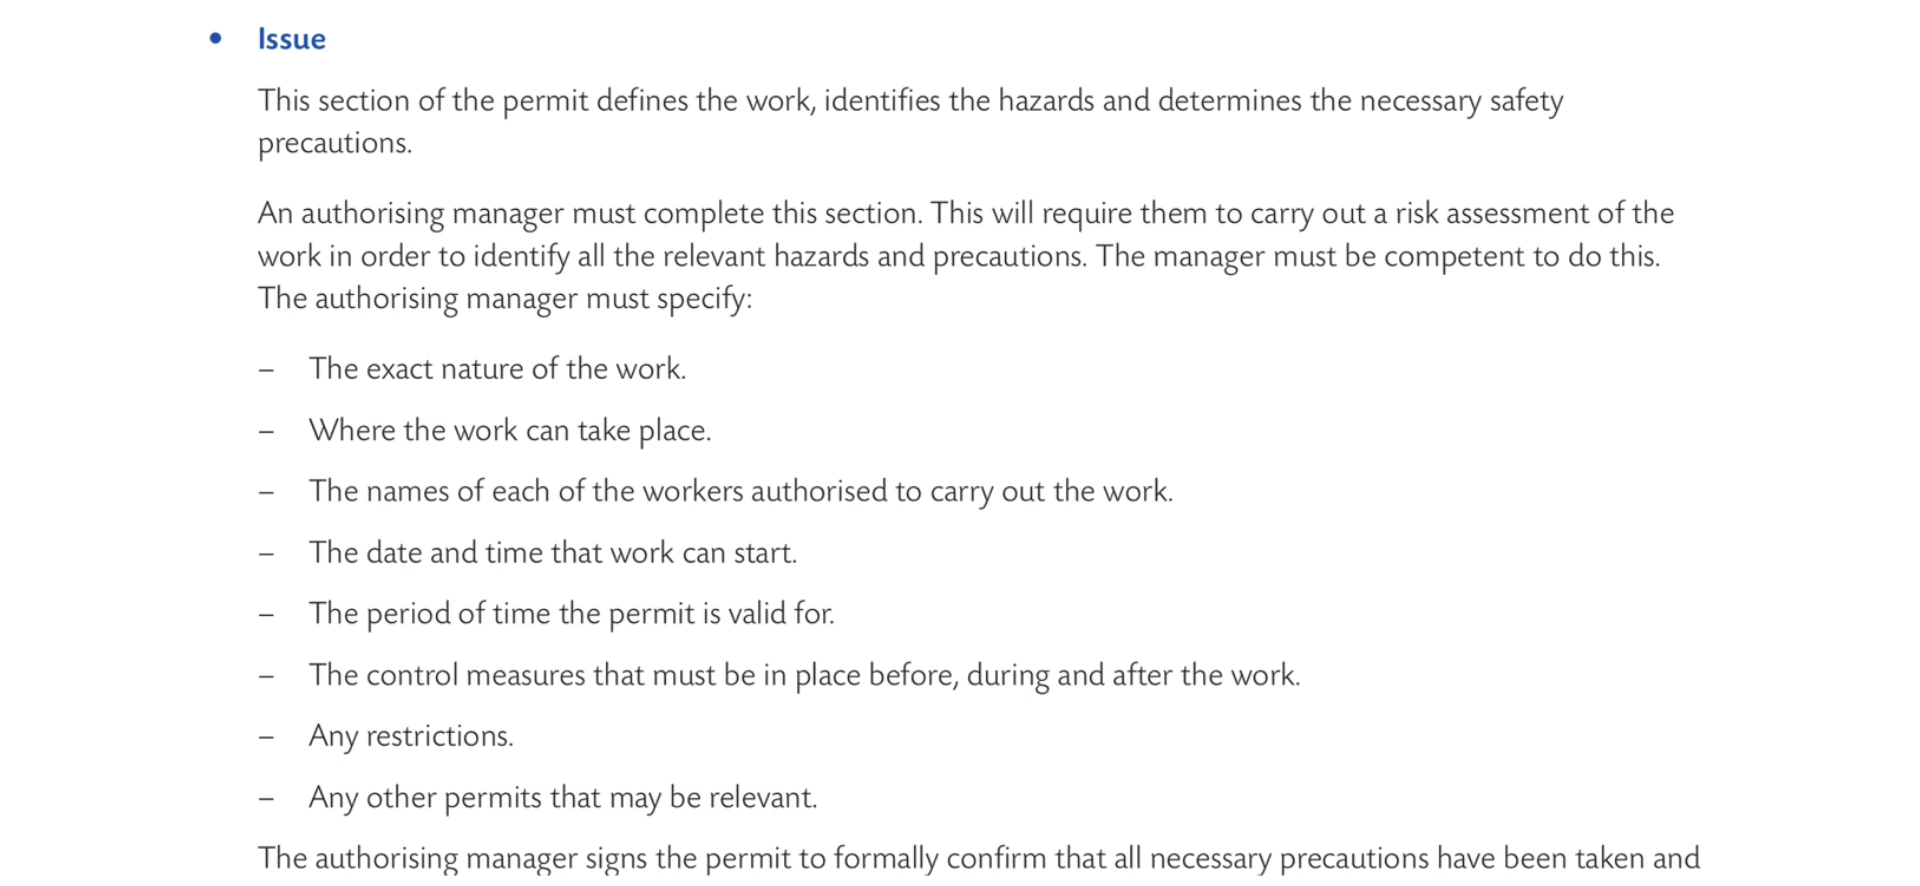 • Issue
This section of the permit defines the work, identifies the hazards and determines the necessary safety
precautions.
An authorising manager must complete this section. This will require them to carry out a risk assessment of the
work in order to identify all the relevant hazards and precautions. The manager must be competent to do this.
The authorising manager must specify:
– The exact nature of the work.
– Where the work can take place.
– The names of each of the workers authorised to carry out the work.
– The date and time that work can start.
– The period of time the permit is valid for.
– The control measures that must be in place before, during and after the work.
– Any restrictions.
– Any other permits that may be relevant.
The authorising manager signs the permit to formally confirm that all necessary precautions have been taken and